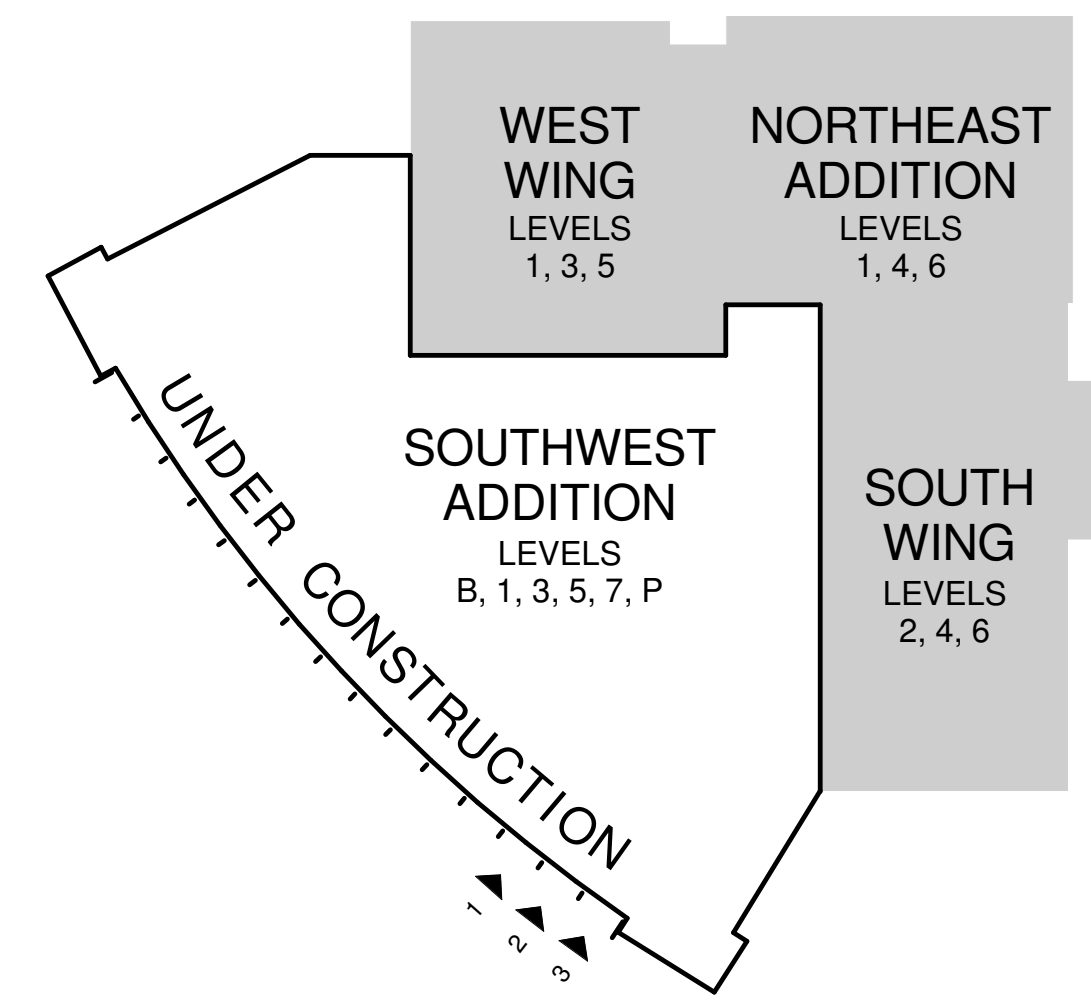 WEST
WING
LEVELS
1, 3, 5
NORTHEAST
ADDITION
LEVELS
1, 4, 6
UNDER CONSTRUCTION
SOUTHWEST
ADDITION
LEVELS
B, 1, 3, 5, 7, P
SOUTH
WING
LEVELS
2, 4, 6
1
2
3